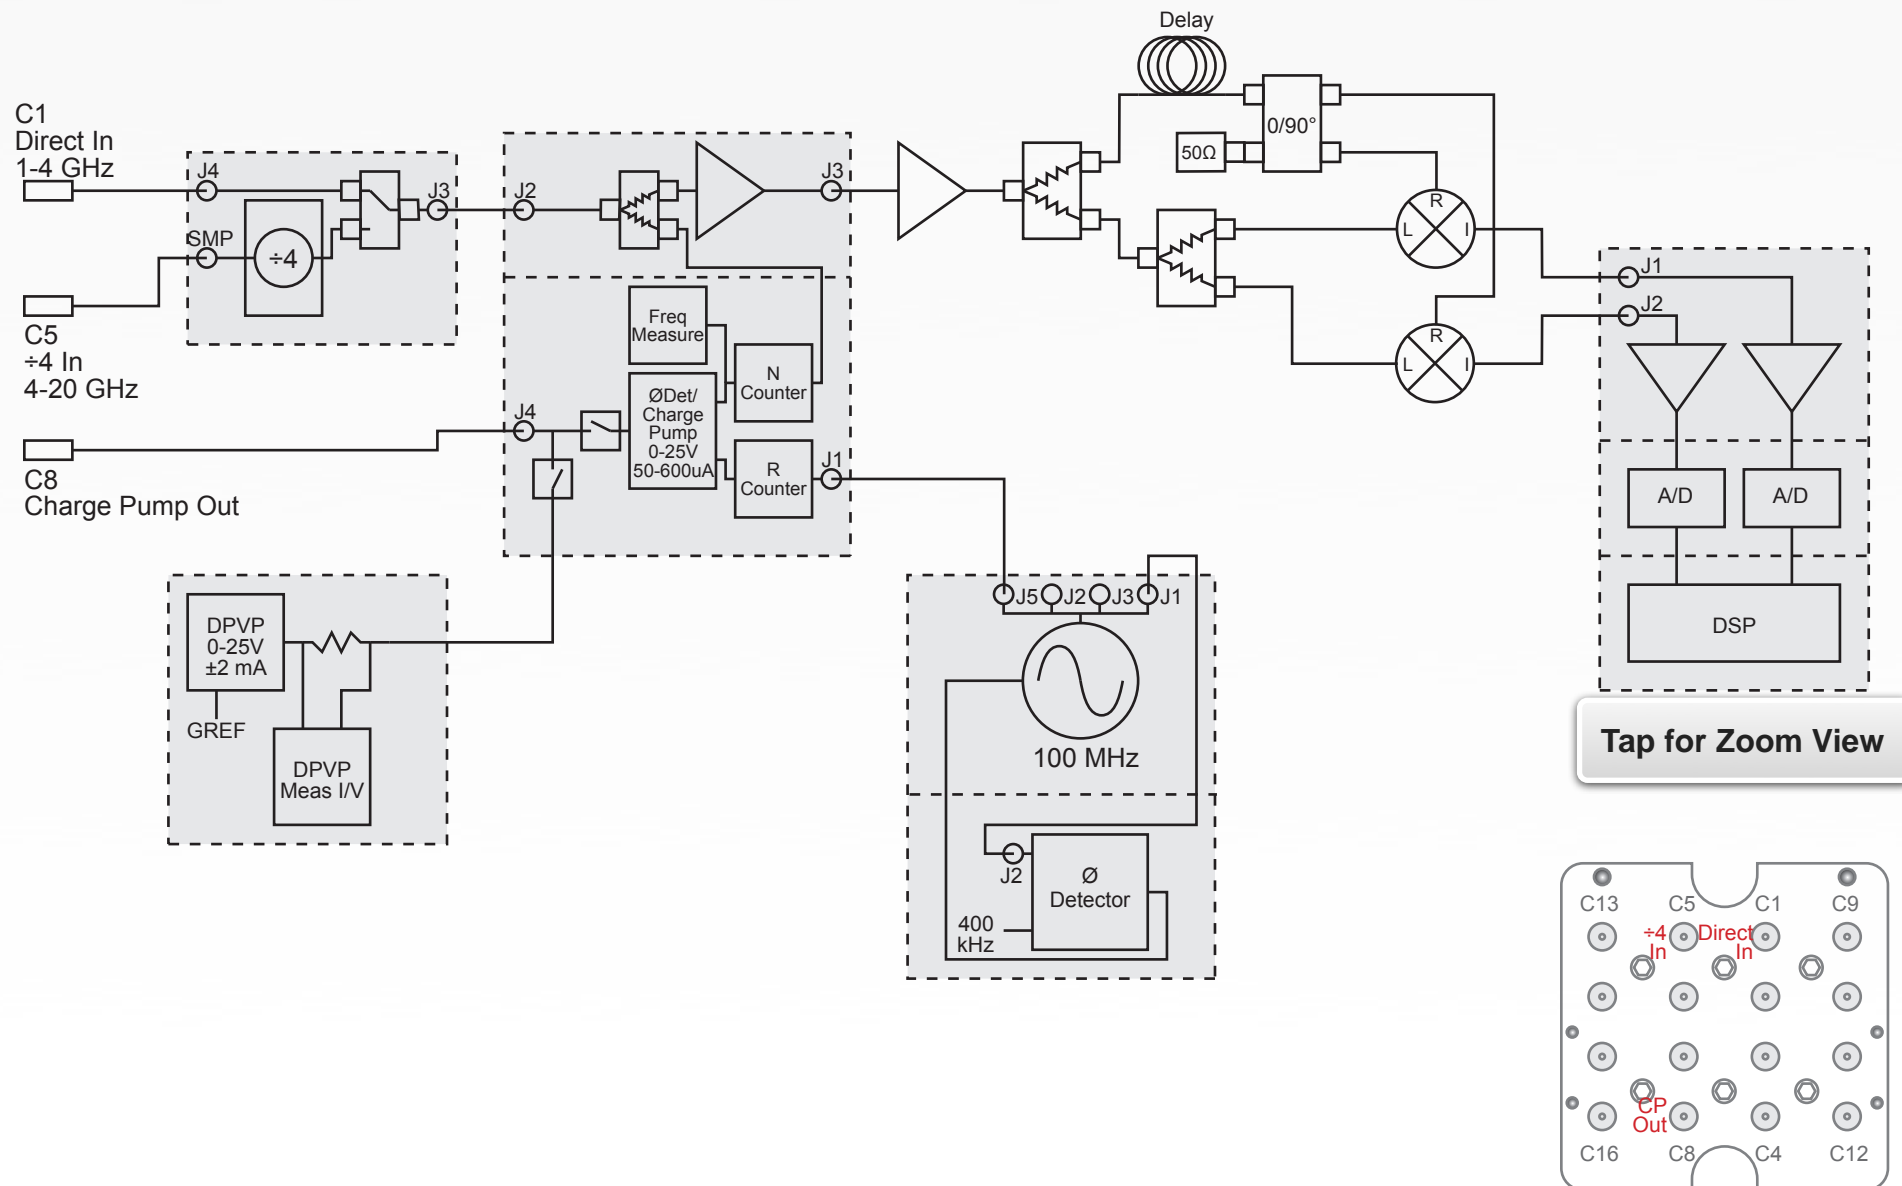 Delay
C1
Direct In
1-4 GHz
J4
J3
SMP
÷4
C5
÷4 In
4-20 GHz
C8
Charge Pump Out
J2
J3
Freq
Measure
N
Counter
ØDet/
Charge
Pump
0-25V
50-600uA
R
Counter
J4
J1
0/90°
50Ω
R
L
I
R
L
I
J1
J2
A/D
A/D
DSP
DPVP
0-25V
±2 mA
GREF
DPVP
Meas I/V
J5
J2
J3
J1
100 MHz
J2
Ø
Detector
400
kHz
Tap for Zoom View
C13
C5
C1
C9
÷4
In
Direct
In
CP
Out
C16
C8
C4
C12